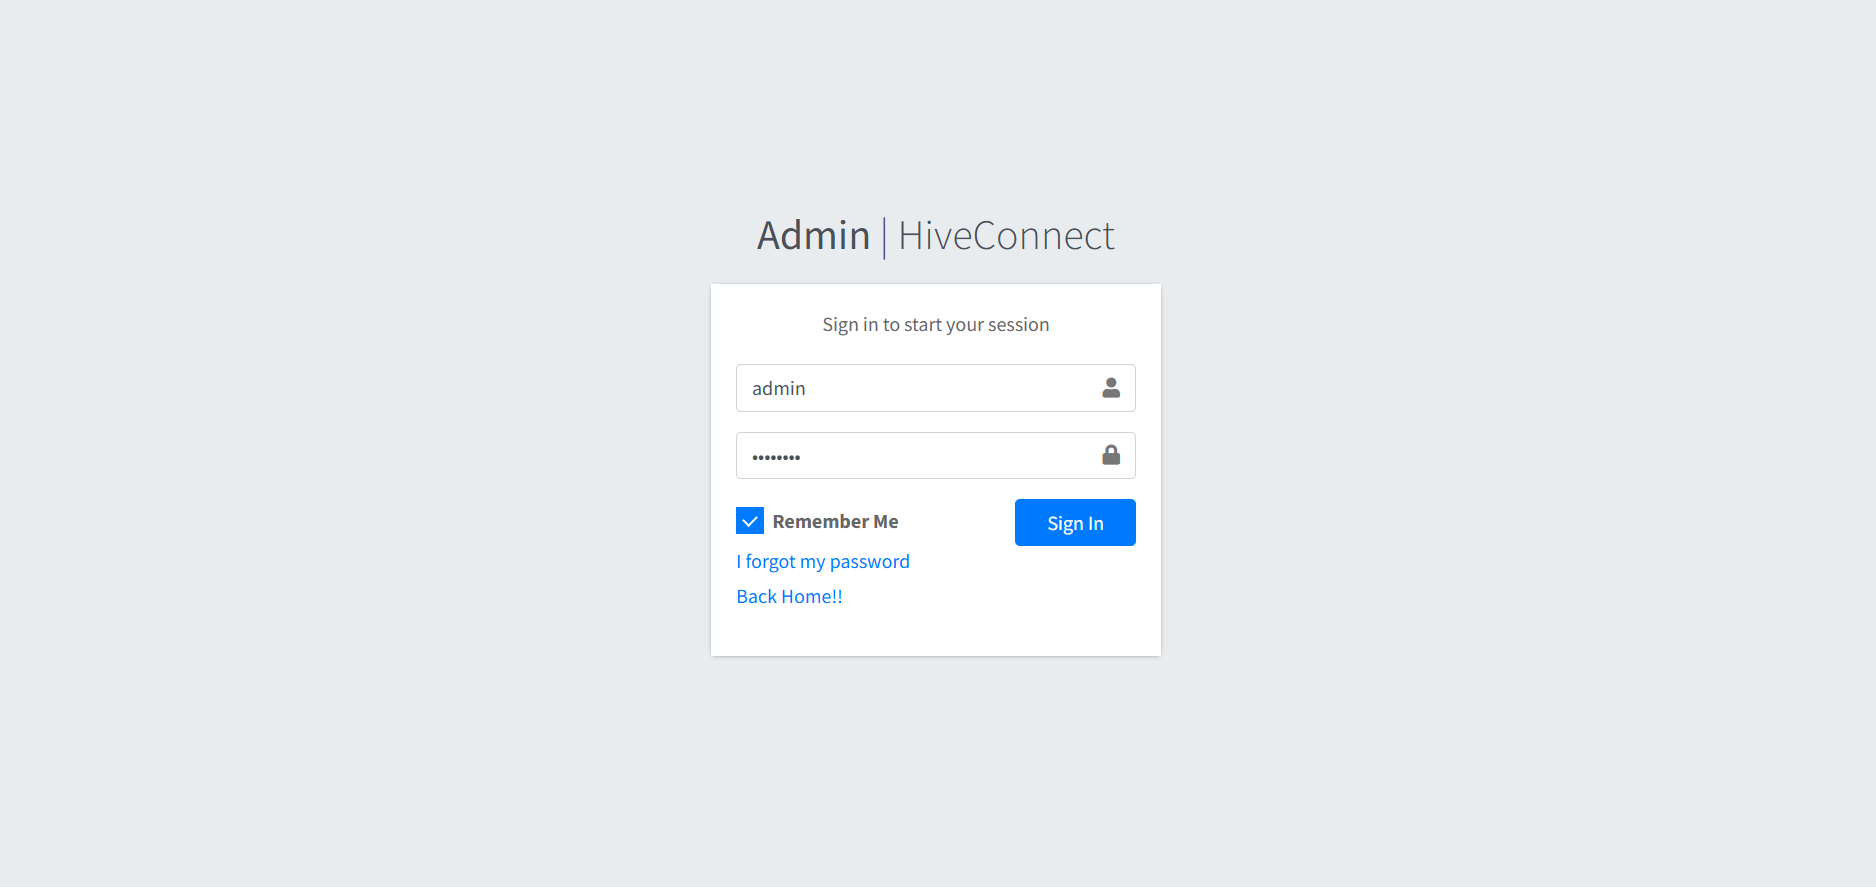 Admin | HiveConnect
Sign in to start your session
admin
••••••••
Remember Me
Sign In
I forgot my password
Back Home!!